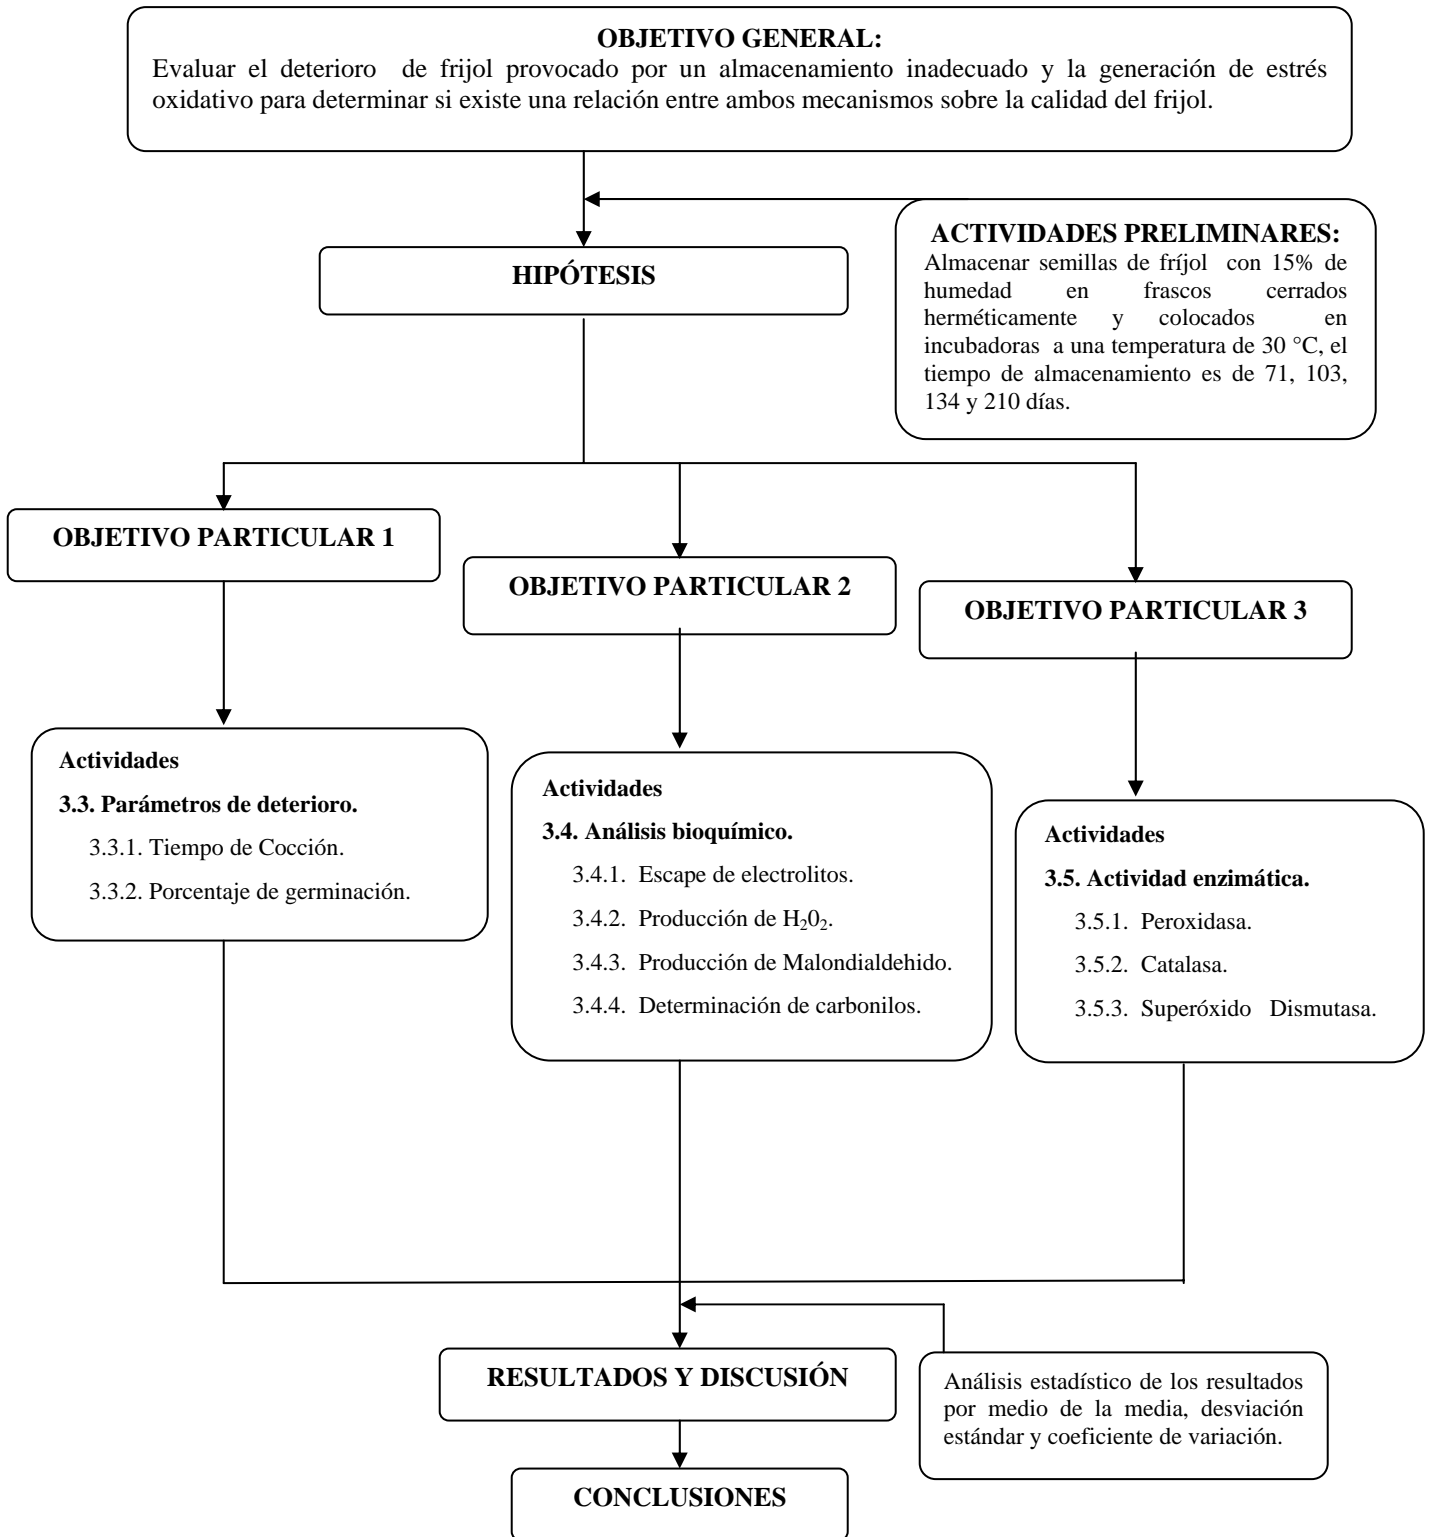 OBJETIVO GENERAL:
Evaluar el deterioro de frijol provocado por un almacenamiento inadecuado y la generación de estrés
oxidativo para determinar si existe una relación entre ambos mecanismos sobre la calidad del frijol.
HIPÓTESIS
ACTIVIDADES PRELIMINARES:
Almacenar semillas de fríjol con 15% de
humedad en frascos cerrados
herméticamente y colocados en
incubadoras a una temperatura de 30 °C, el
tiempo de almacenamiento es de 71, 103,
134 y 210 días.
OBJETIVO PARTICULAR 1
OBJETIVO PARTICULAR 2
OBJETIVO PARTICULAR 3
Actividades
3.3. Parámetros de deterioro.
3.3.1. Tiempo de Cocción.
3.3.2. Porcentaje de germinación.
Actividades
3.4. Análisis bioquímico.
3.4.1. Escape de electrolitos.
3.4.2. Producción de H₂0₂.
3.4.3. Producción de Malondialdehido.
3.4.4. Determinación de carbonilos.
Actividades
3.5. Actividad enzimática.
3.5.1. Peroxidasa.
3.5.2. Catalasa.
3.5.3. Superóxido Dismutasa.
RESULTADOS Y DISCUSIÓN
Análisis estadístico de los resultados
por medio de la media, desviación
estándar y coeficiente de variación.
CONCLUSIONES